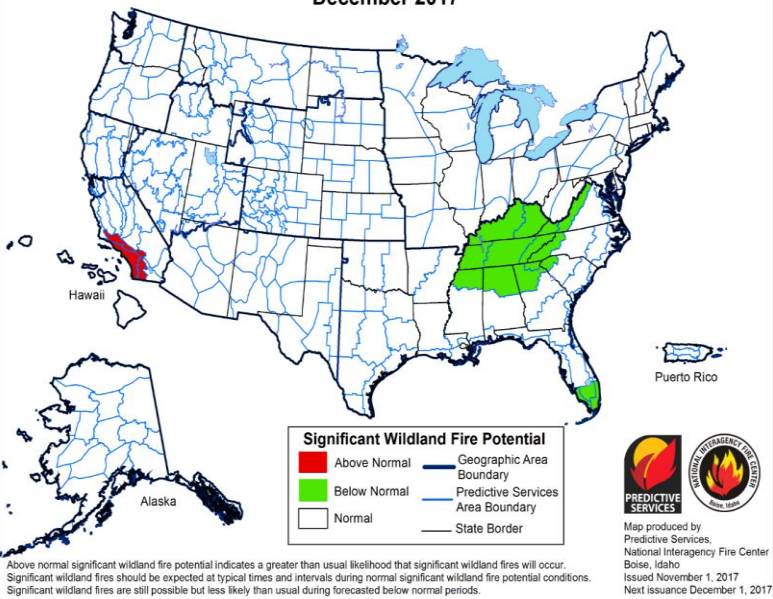 December 2017
Hawaii
Puerto Rico
Alaska
Significant Wildland Fire Potential
Above Normal
Below Normal
Normal
Geographic Area
Boundary
Predictive Services
Area Boundary
State Border
PREDICTIVE
SERVICES
NATIONAL INTERAGENCY FIRE CENTER
Boise, Idaho
Map produced by
Predictive Services,
National Interagency Fire Center
Boise, Idaho
Issued November 1, 2017
Next issuance December 1, 2017
Above normal significant wildland fire potential indicates a greater than usual likelihood that significant wildland fires will occur.
Significant wildland fires should be expected at typical times and intervals during normal significant wildland fire potential conditions.
Significant wildland fires are still possible but less likely than usual during forecasted below normal periods.